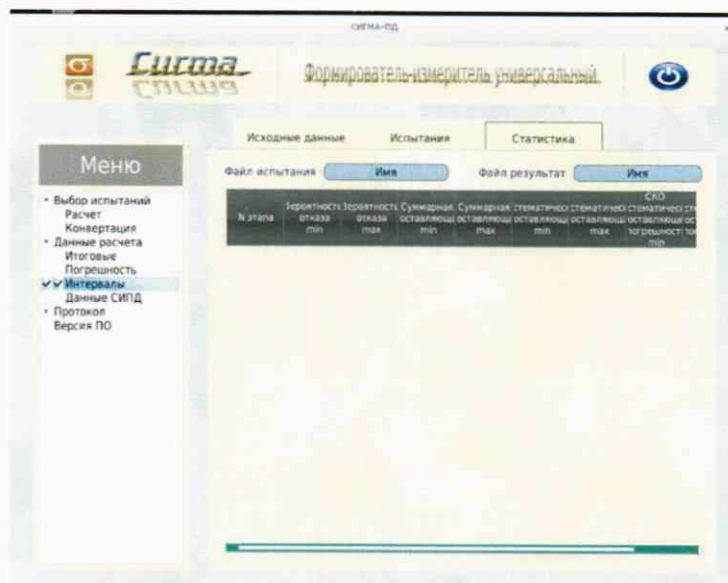 СИГМА-ПД
σ Сигма Формирователь-измеритель универсальный
Исходные данные Испытания Статистика
Меню
Файл испытания Имя Файл результат Имя
Выбор испытаний
Расчет
Конвертация
Данные расчета
Итоговые
Погрешность
Интервалы
Данные СИПД
Протокол
Версия ПО
N этапа
отказа min
отказа max
Суммарная min
Суммарная max
min
max
СКО
min